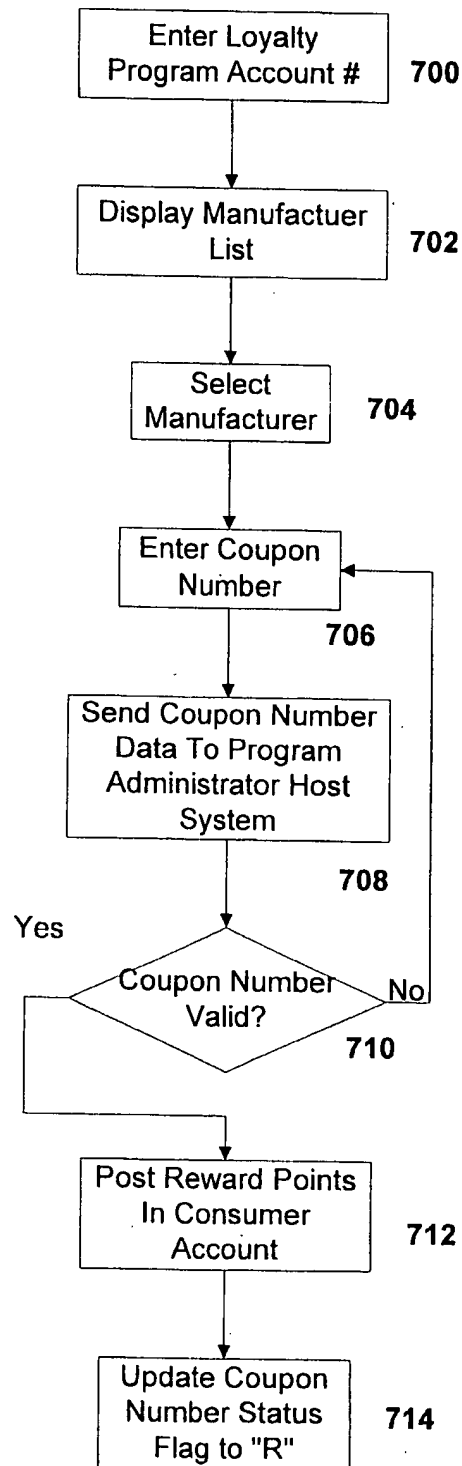 Enter Loyalty
Program Account #
700
Display Manufactuer
List
702
Select
Manufacturer
704
Enter Coupon
Number
706
Send Coupon Number
Data To Program
Administrator Host
System
708
Yes
Coupon Number
Valid?
No
710
Post Reward Points
In Consumer
Account
712
Update Coupon
Number Status
Flag to "R"
714